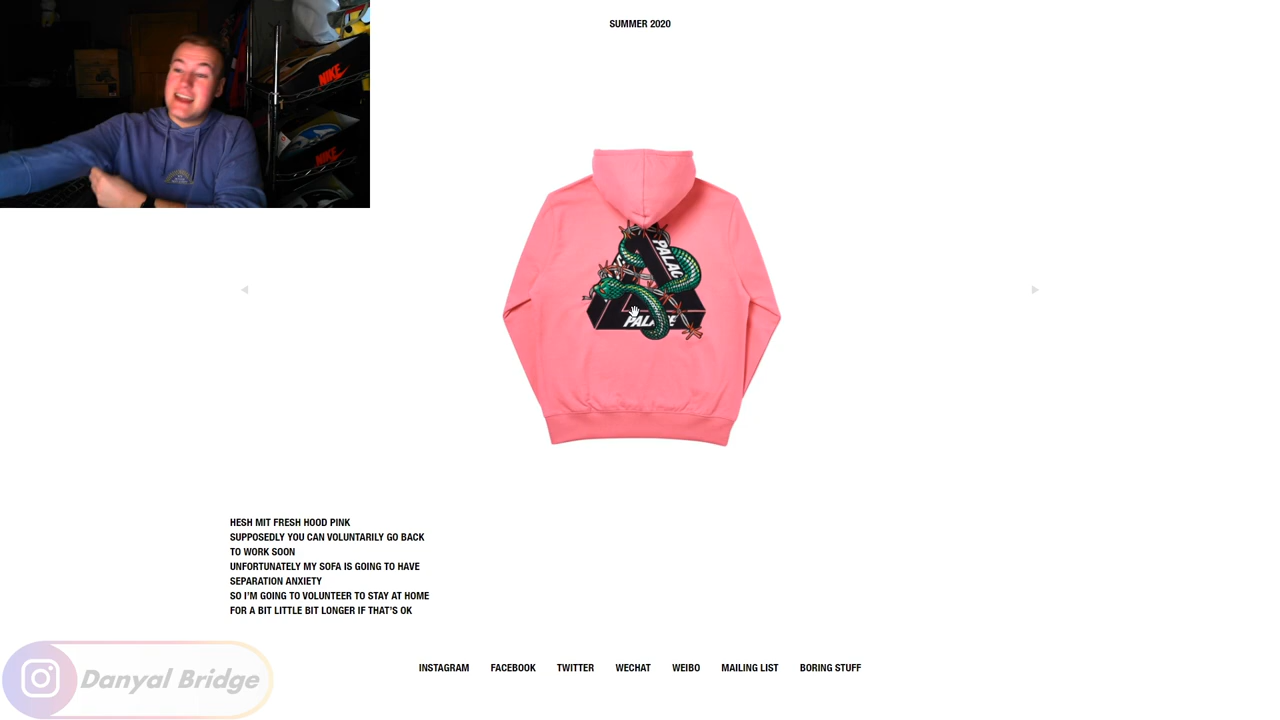 SUMMER 2020
NIKE
NIKE
PALAC
PALACE
HESH MIT FRESH HOOD PINK
SUPPOSEDLY YOU CAN VOLUNTARILY GO BACK
TO WORK SOON
UNFORTUNATELY MY SOFA IS GOING TO HAVE
SEPARATION ANXIETY
SO I'M GOING TO VOLUNTEER TO STAY AT HOME
FOR A BIT LITTLE BIT LONGER IF THAT'S OK
INSTAGRAM FACEBOOK TWITTER WECHAT WEIBO MAILING LIST BORING STUFF
Danyal Bridge